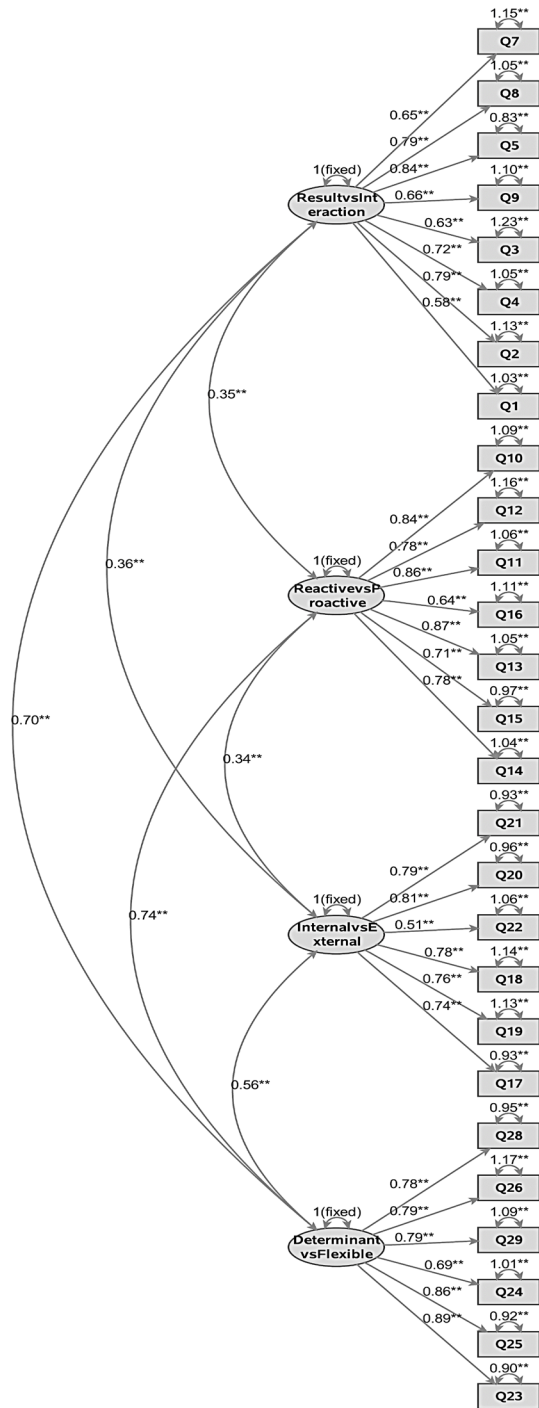 1.15**
Q7
1.05**
Q8
0.65**
0.83**
0.79**
Q5
1(fixed)
0.84**
1.10**
ResultvsInt
eraction
0.66**
Q9
0.63**
1.23**
Q3
0.72**
1.05**
0.79**
Q4
0.58**
1.13**
Q2
1.03**
0.35**
Q1
1.09**
Q10
1.16**
0.84**
Q12
0.78**
1.06**
0.36**
1(fixed)
0.86**
Q11
ReactivevsP
roactive
0.64**
1.11**
Q16
0.87**
1.05**
0.71**
Q13
0.78**
0.97**
0.70**
Q15
1.04**
0.34**
Q14
0.93**
Q21
0.96**
0.79**
Q20
1(fixed)
0.81**
1.06**
0.74**
InternalvsE
xternal
0.51**
Q22
0.78**
1.14**
Q18
0.76**
1.13**
0.74**
Q19
0.93**
0.56**
Q17
0.95**
Q28
1.17**
0.78**
Q26
1(fixed)
0.79**
1.09**
Determinant
vsFlexible
0.79**
Q29
0.69**
1.01**
Q24
0.86**
0.92**
0.89**
Q25
0.90**
Q23